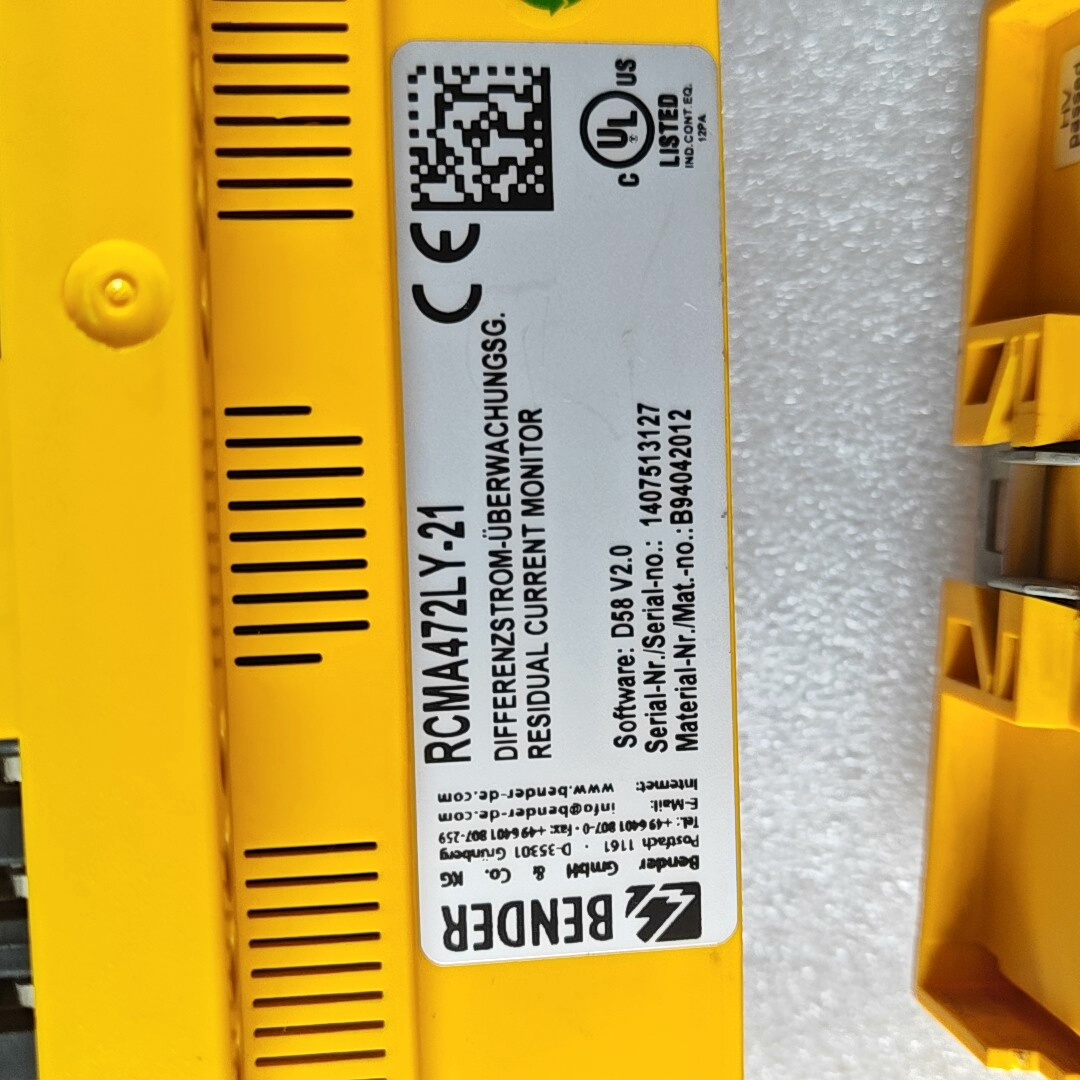 RCMA472LY-21
DIFFERENZSTROM-ÜBERWACHUNGSG.
RESIDUAL CURRENT MONITOR
Software: D58 V2.0
Serial-Nr./Serial-no.: 1407513127
Material-Nr./Mat.-no.:B94042012
CE
C UL US
®
LISTED
IND.CONT.EQ.
12PA
BENDER
Bender GmbH & Co. KG
Postfach 1161 · D-35301 Grünberg
Tel.: +49 6401 807-0 · Fax: +49 6401 807-259
E-Mail: info@bender-de.com
Internet: www.bender-de.com
HV
passed